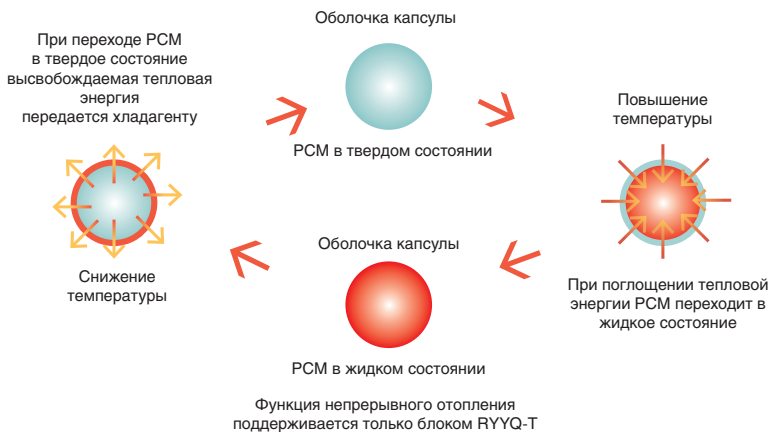 Оболочка капсулы
При переходе PCM
в твердое состояние
высвобождаемая тепловая
энергия
передается хладагенту
PCM в твердом состоянии
Повышение
температуры
Снижение
температуры
Оболочка капсулы
При поглощении тепловой
энергии PCM переходит в
жидкое состояние
PCM в жидком состоянии
Функция непрерывного отопления
поддерживается только блоком RYYQ-T